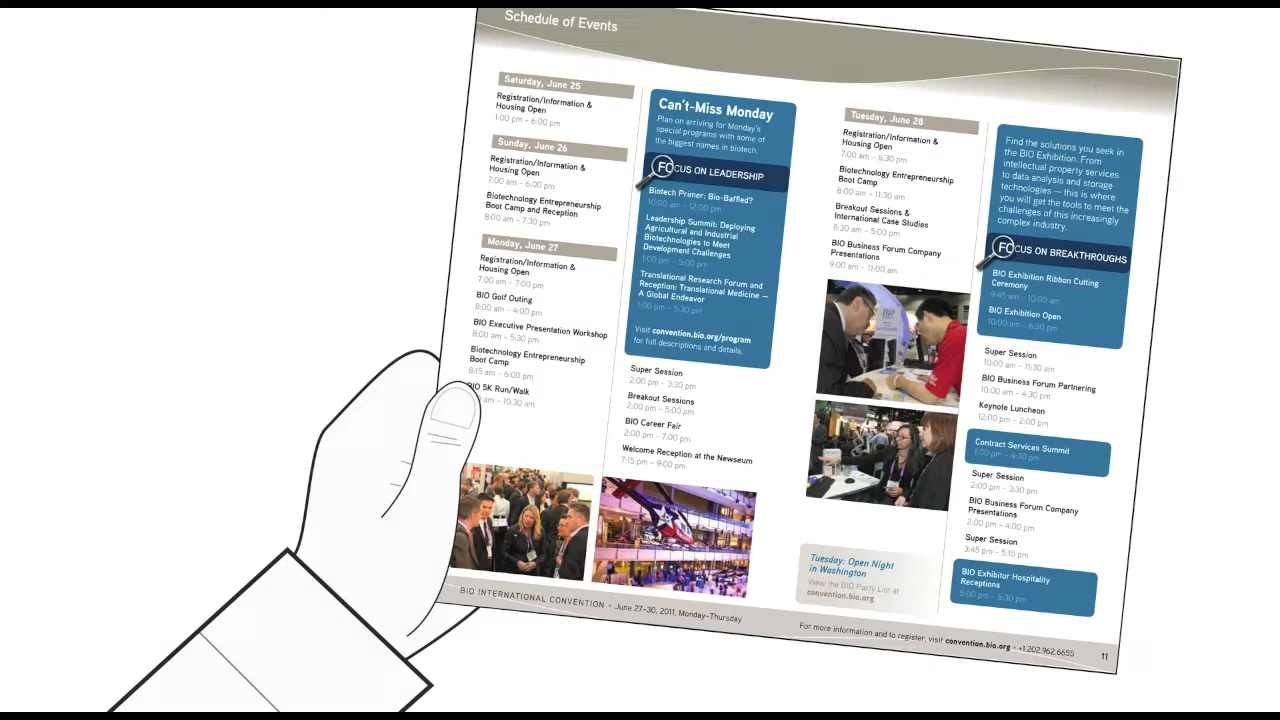 Schedule of Events
Saturday, June 25
Registration/Information &
Housing Open
1:00 pm – 6:00 pm
Sunday, June 26
Registration/Information &
Housing Open
7:00 am – 6:00 pm
Biotechnology Entrepreneurship
Boot Camp and Reception
8:00 am – 7:30 pm
Monday, June 27
Registration/Information &
Housing Open
7:00 am – 7:00 pm
BIO Golf Outing
8:00 am – 4:00 pm
BIO Executive Presentation Workshop
8:00 am – 5:30 pm
Biotechnology Entrepreneurship
Boot Camp
8:15 am – 6:00 pm
BIO 5K Run/Walk
am – 10:30 am
Can't-Miss Monday
Plan on arriving for Monday's
special programs with some of
the biggest names in biotech.
FOCUS ON LEADERSHIP
Biotech Primer: Bio-Baffled?
10:00 am – 12:00 pm
Leadership Summit: Deploying
Agricultural and Industrial
Biotechnologies to Meet
Development Challenges
1:00 pm – 5:00 pm
Translational Research Forum and
Reception: Translational Medicine —
A Global Endeavor
1:00 pm – 5:30 pm
Visit convention.bio.org/program
for full descriptions and details.
Super Session
2:00 pm – 3:30 pm
Breakout Sessions
2:00 pm – 5:00 pm
BIO Career Fair
2:00 pm – 7:00 pm
Welcome Reception at the Newseum
7:15 pm – 9:00 pm
Tuesday, June 28
Registration/Information &
Housing Open
7:00 am – 6:30 pm
Biotechnology Entrepreneurship
Boot Camp
8:00 am – 11:30 am
Breakout Sessions &
International Case Studies
8:30 am – 5:00 pm
BIO Business Forum Company
Presentations
9:00 am – 11:00 am
Tuesday: Open Night
in Washington
View the BIO Party List at
convention.bio.org.
Find the solutions you seek in
the BIO Exhibition. From
intellectual property services
to data analysis and storage
technologies — this is where
you will get the tools to meet the
challenges of this increasingly
complex industry.
FOCUS ON BREAKTHROUGHS
BIO Exhibition Ribbon Cutting
Ceremony
9:45 am – 10:00 am
BIO Exhibition Open
10:00 am – 6:30 pm
Super Session
10:00 am – 11:30 am
BIO Business Forum Partnering
10:00 am – 4:30 pm
Keynote Luncheon
12:00 pm – 2:00 pm
Contract Services Summit
1:00 pm – 4:30 pm
Super Session
2:00 pm – 3:30 pm
BIO Business Forum Company
Presentations
2:00 pm – 4:00 pm
Super Session
3:45 pm – 5:15 pm
BIO Exhibitor Hospitality
Receptions
5:00 pm – 6:30 pm
BIO INTERNATIONAL CONVENTION • June 27–30, 2011, Monday–Thursday
For more information and to register, visit convention.bio.org • +1.202.962.6655
11